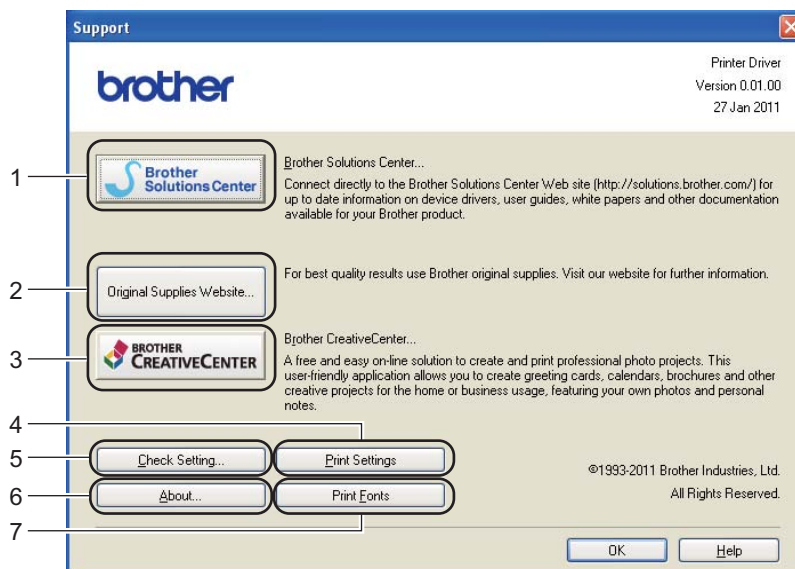 Support
brother
Printer Driver
Version 0.01.00
27 Jan 2011
1
Brother
Solutions Center
Brother Solutions Center...
Connect directly to the Brother Solutions Center Web site (http://solutions.brother.com/) for
up to date information on device drivers, user guides, white papers and other documentation
available for your Brother product.
2
Original Supplies Website...
For best quality results use Brother original supplies. Visit our website for further information.
3
BROTHER
CREATIVECENTER
Brother CreativeCenter...
A free and easy on-line solution to create and print professional photo projects. This
user-friendly application allows you to create greeting cards, calendars, brochures and other
creative projects for the home or business usage, featuring your own photos and personal
notes.
4
5
Check Setting...
Print Settings
©1993-2011 Brother Industries, Ltd.
6
About...
Print Fonts
All Rights Reserved.
7
OK
Help